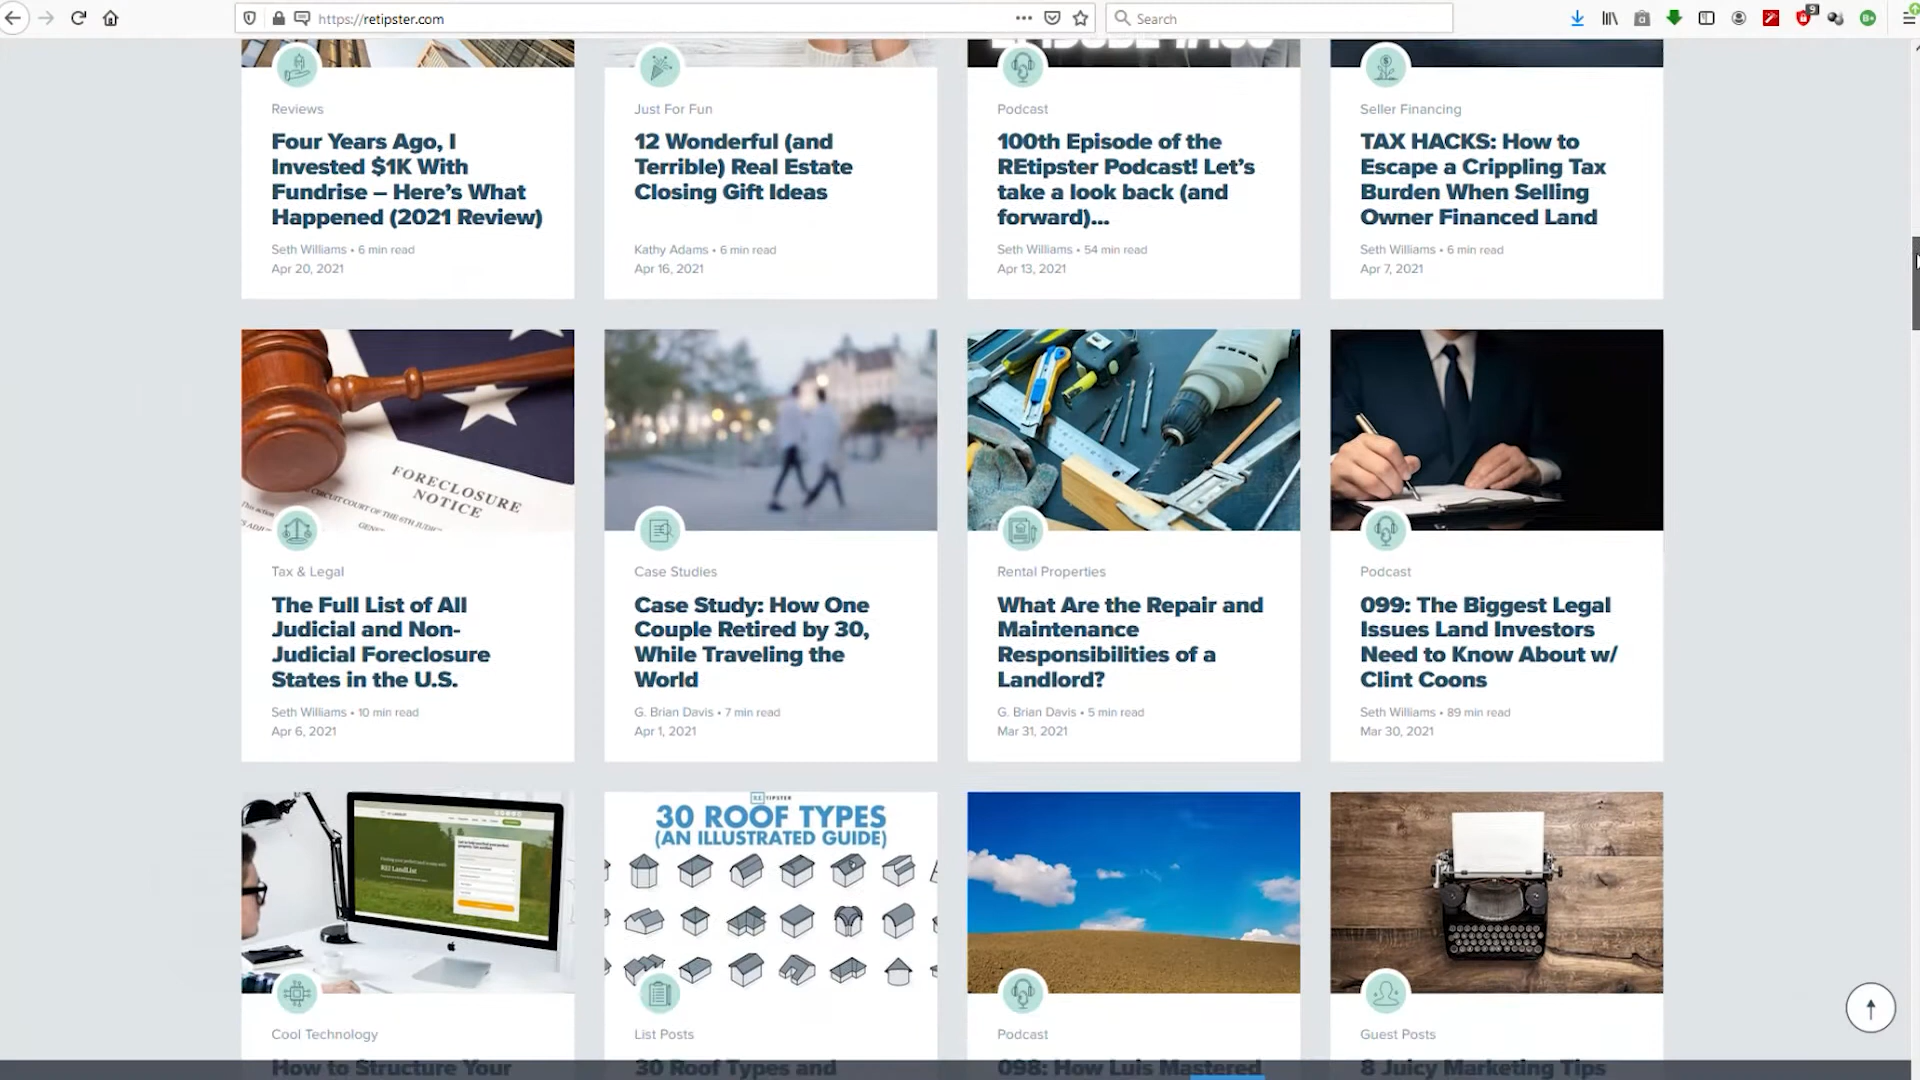 https://retipster.com
Search
9
Reviews
Four Years Ago, I
Invested $1K With
Fundrise – Here’s What
Happened (2021 Review)
Seth Williams • 6 min read
Apr 20, 2021
Just For Fun
12 Wonderful (and
Terrible) Real Estate
Closing Gift Ideas
Kathy Adams • 6 min read
Apr 16, 2021
Podcast
100th Episode of the
REtipster Podcast! Let’s
take a look back (and
forward)...
Seth Williams • 54 min read
Apr 13, 2021
Seller Financing
TAX HACKS: How to
Escape a Crippling Tax
Burden When Selling
Owner Financed Land
Seth Williams • 6 min read
Apr 7, 2021
FORECLOSURE
NOTICE
CIRCUIT COURT OF THE 6TH
Tax & Legal
The Full List of All
Judicial and Non-
Judicial Foreclosure
States in the U.S.
Seth Williams • 10 min read
Apr 6, 2021
Case Studies
Case Study: How One
Couple Retired by 30,
While Traveling the
World
G. Brian Davis • 7 min read
Apr 1, 2021
Rental Properties
What Are the Repair and
Maintenance
Responsibilities of a
Landlord?
G. Brian Davis • 5 min read
Mar 31, 2021
Podcast
099: The Biggest Legal
Issues Land Investors
Need to Know About w/
Clint Coons
Seth Williams • 89 min read
Mar 30, 2021
REI LandList
Cool Technology
How to Structure Your
RETIPSTER
30 ROOF TYPES
(AN ILLUSTRATED GUIDE)
List Posts
30 Roof Types and
Podcast
098: How Luis Mastered
Guest Posts
8 Juicy Marketing Tips